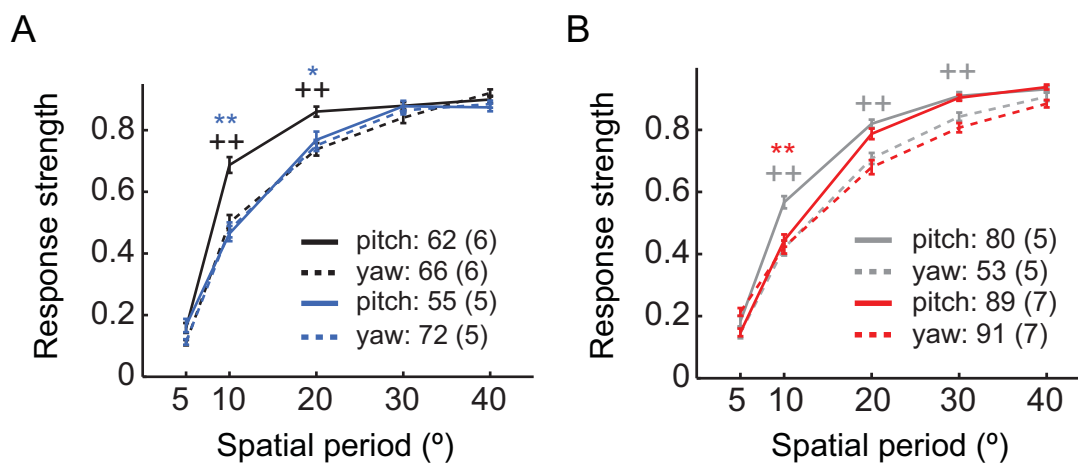 A
Response strength
0.8
0.6
0.4
0.2
0
**
++
*
++
pitch: 62 (6)
yaw: 66 (6)
pitch: 55 (5)
yaw: 72 (5)
5 10 20 30 40
Spatial period (º)
B
Response strength
0.8
0.6
0.4
0.2
0
**
++
++
++
pitch: 80 (5)
yaw: 53 (5)
pitch: 89 (7)
yaw: 91 (7)
5 10 20 30 40
Spatial period (º)